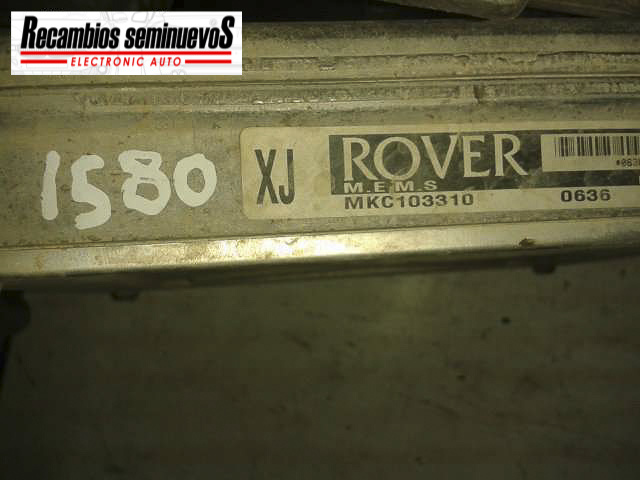 Recambios seminuevoS
ELECTRONIC AUTO
1580
XJ
ROVER
M.E.M.S
MKC103310 0636